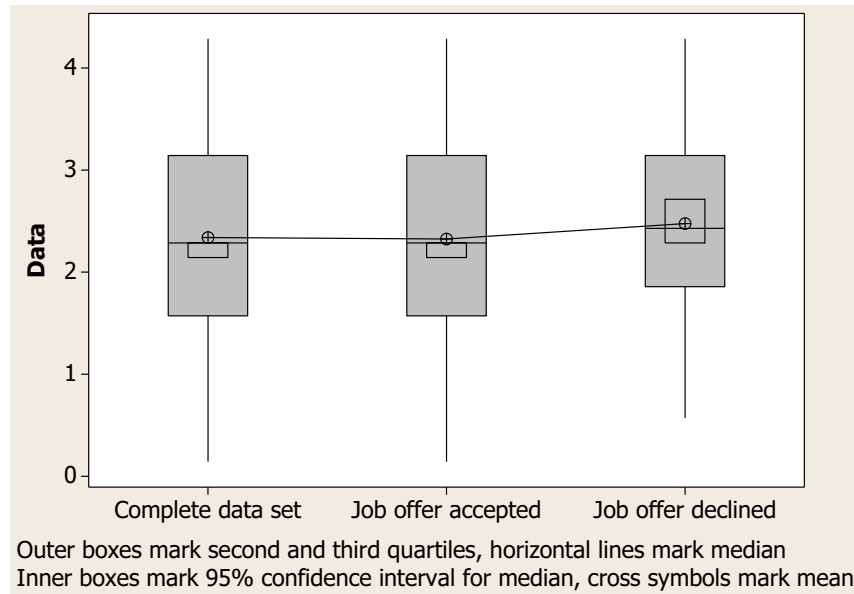 4
3
2
1
0
Data
Complete data set
Job offer accepted
Job offer declined
Outer boxes mark second and third quartiles, horizontal lines mark median
Inner boxes mark 95% confidence interval for median, cross symbols mark mean